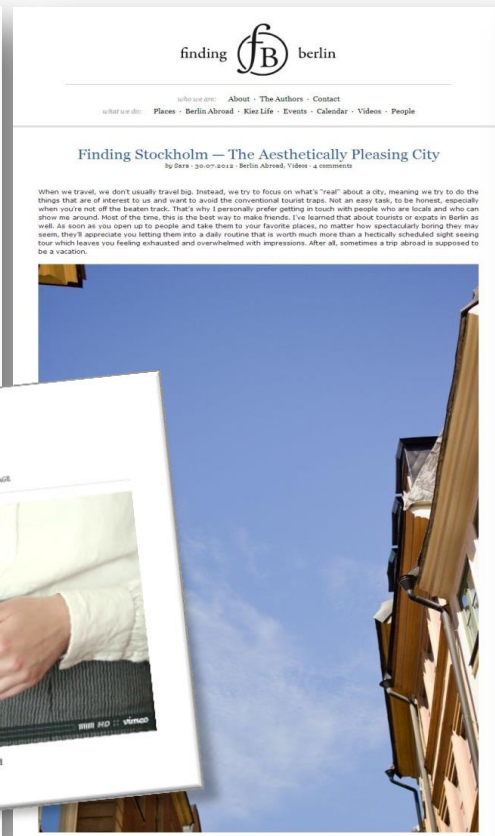 finding fB berlin
who we are: About · The Authors · Contact
what we do: Places · Berlin Abroad · Kiez Life · Events · Calendar · Videos · People
Finding Stockholm — The Aesthetically Pleasing City
by Sara · 30.07.2012 · Berlin Abroad, Videos · 4 comments
When we travel, we don't usually travel big. Instead, we try to focus on what's "real" about a city, meaning we try to do the
things that are of interest to us and want to avoid the conventional tourist traps. Not an easy task, to be honest, especially
when you're not off the beaten track. That's why I personally prefer getting in touch with people who are locals and who can
show me around. Most of the time, this is the best way to make friends. I've learned that about tourists or expats in Berlin as
well. As soon as you open up to people and take them to your favorite places, no matter how spectacularly boring they may
seem, they'll appreciate you letting them into a daily routine that is worth much more than a hectically scheduled sight seeing
tour which leaves you feeling exhausted and overwhelmed with impressions. After all, sometimes a trip abroad is supposed to
be a vacation.
HD :: vimeo